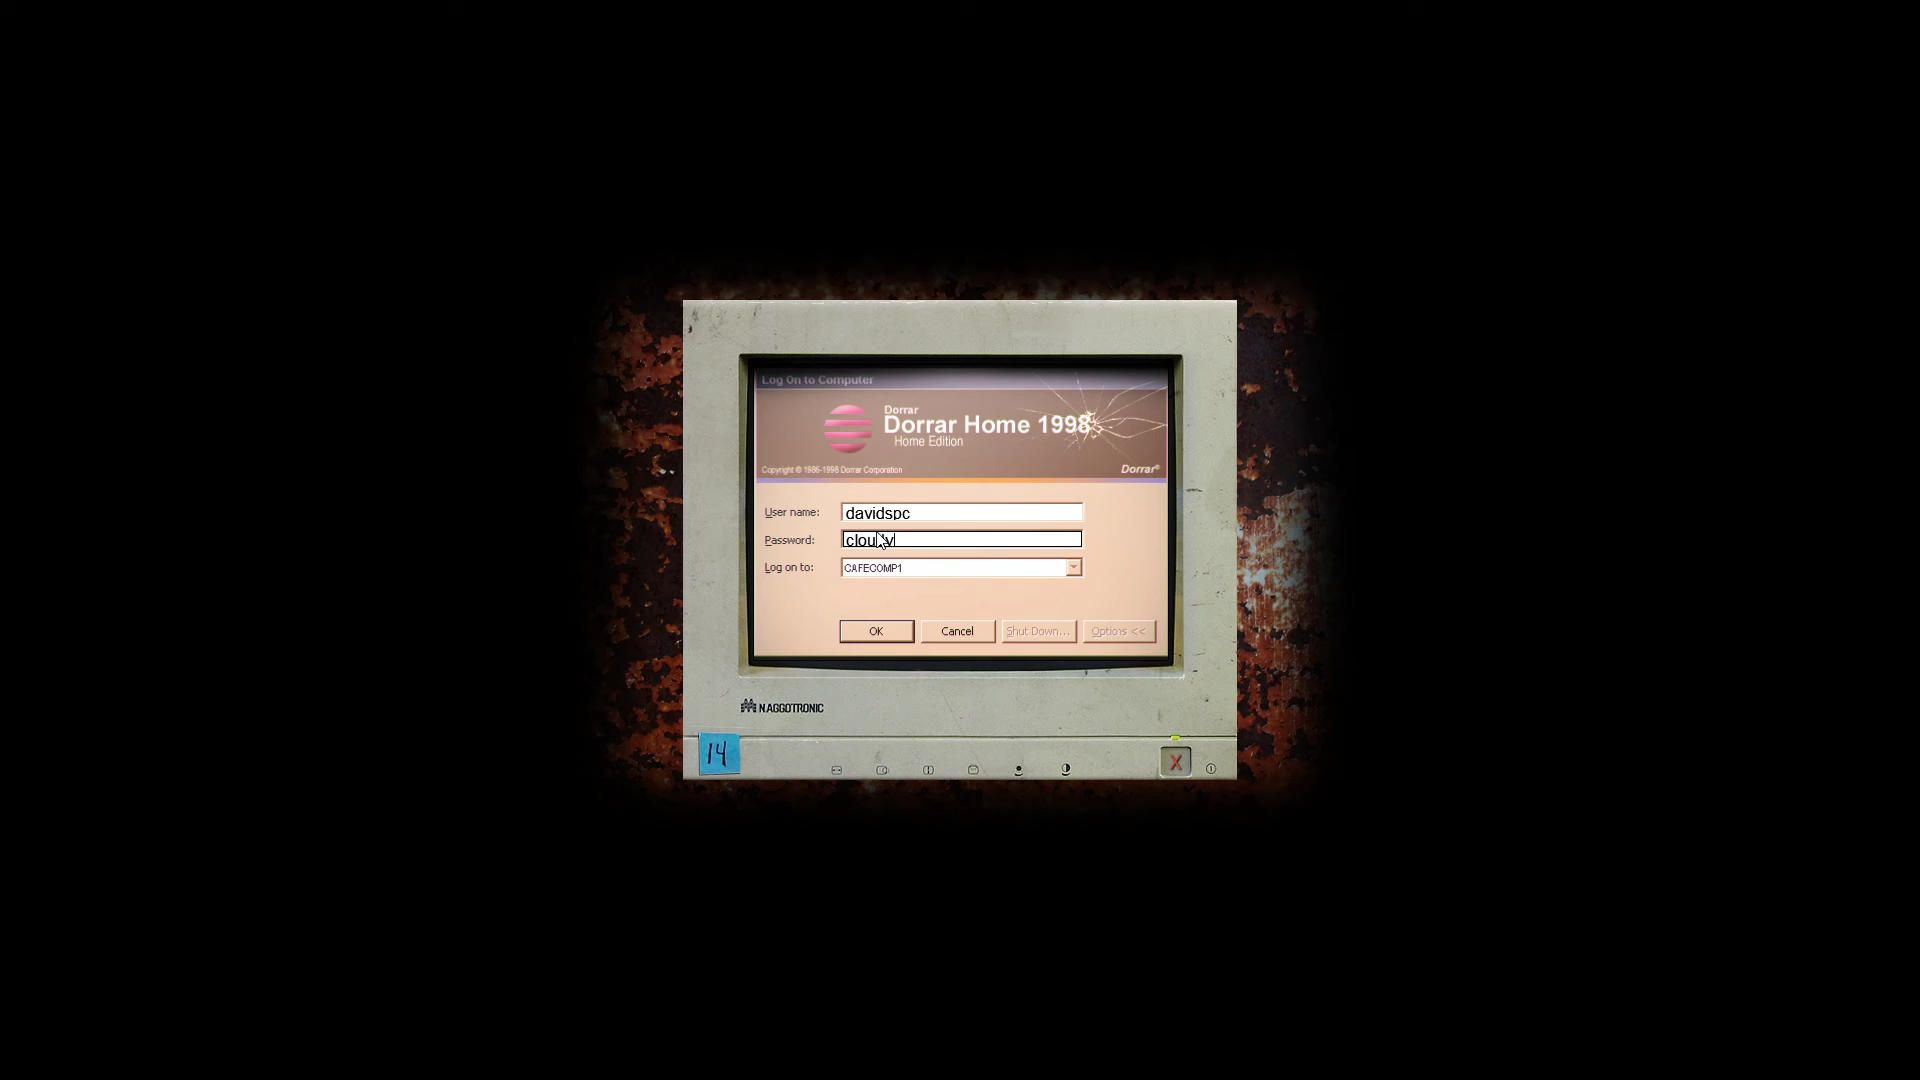 Log On to Computer
Dorrar
Dorrar Home 1998
Home Edition
Copyright © 1986-1998 Dorrar Corporation
Dorrar®
User name: davidspc
Password: cloudy
Log on to: CAFECOMP1
OK Cancel Shut Down... Options <<
NAGGOTRONIC
14
X